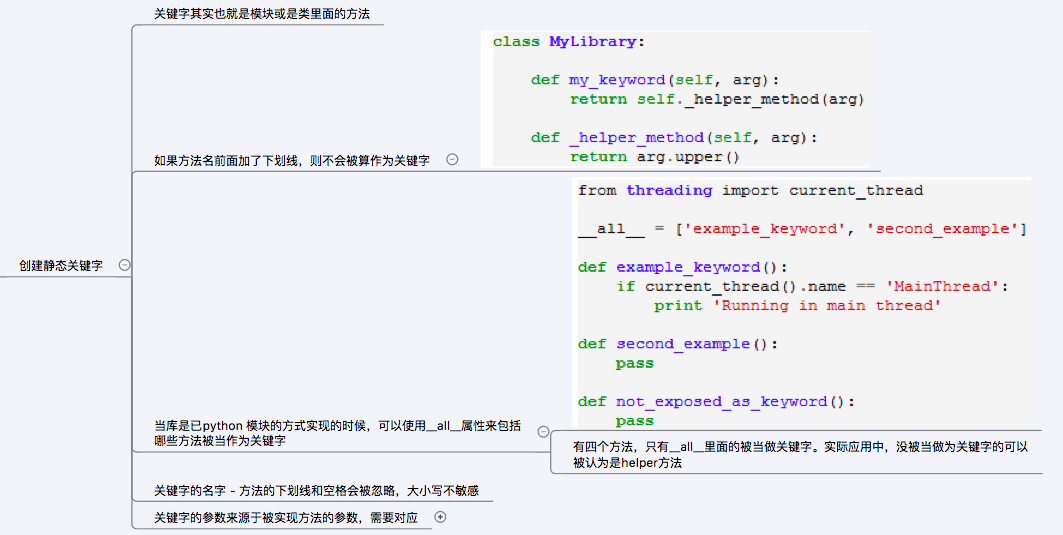 关键字其实也就是模块或是类里面的方法
class MyLibrary:
def my_keyword(self, arg):
return self._helper_method(arg)
def _helper_method(self, arg):
return arg.upper()
如果方法名前面加了下划线，则不会被算作为关键字
from threading import current_thread
__all__ = ['example_keyword', 'second_example']
def example_keyword():
if current_thread().name == 'MainThread':
print 'Running in main thread'
def second_example():
pass
def not_exposed_as_keyword():
pass
创建静态关键字
当库是已python 模块的方式实现的时候，可以使用__all__属性来包括
哪些方法被当作为关键字
有四个方法，只有__all__里面的被当做关键字。实际应用中，没被当做为关键字的可以
被认为是helper方法
关键字的名字 - 方法的下划线和空格会被忽略，大小写不敏感
关键字的参数来源于被实现方法的参数，需要对应